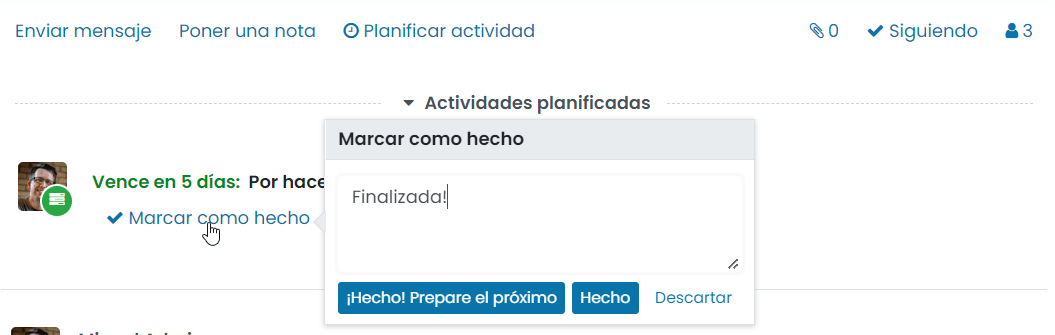 Enviar mensaje Poner una nota Planificar actividad 0 Siguiendo 3
Actividades planificadas
Marcar como hecho
Vence en 5 días: Por hace
Finalizada!
Marcar como hecho
¡Hecho! Prepare el próximo Hecho Descartar